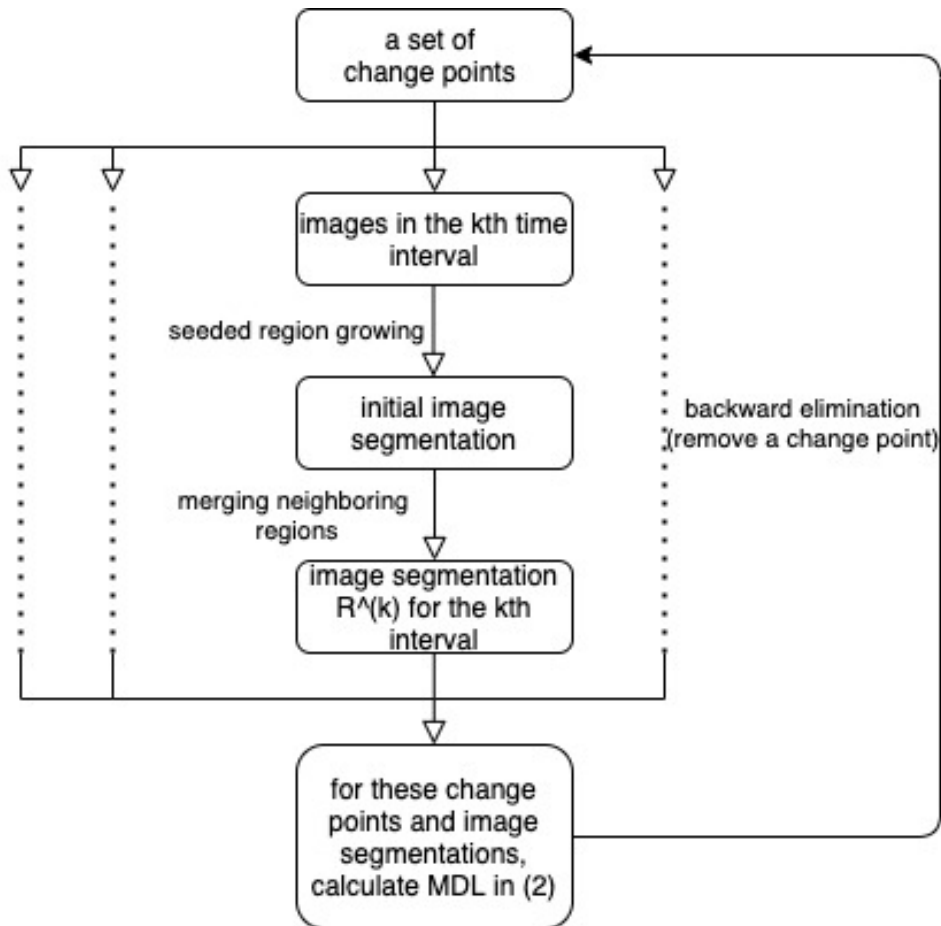 a set of
change points
images in the kth time
interval
seeded region growing
initial image
segmentation
backward elimination
(remove a change point)
merging neighboring
regions
image segmentation
R^(k) for the kth
interval
for these change
points and image
segmentations,
calculate MDL in (2)